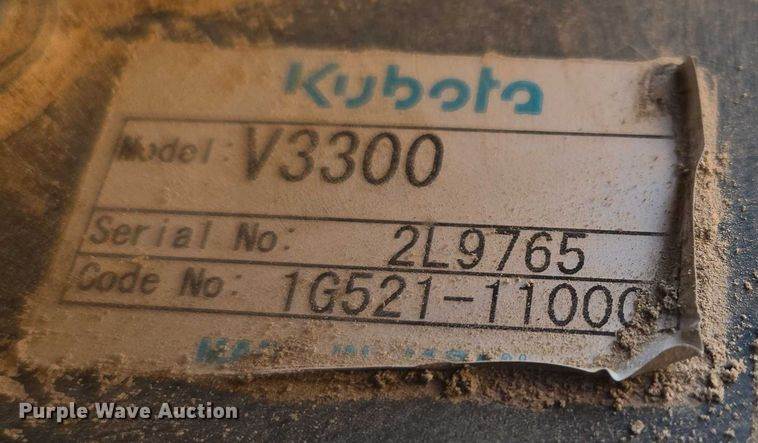 Kubota
Model: V3300
Serial No: 2L9765
Code No: 1G521-11000
Purple Wave Auction